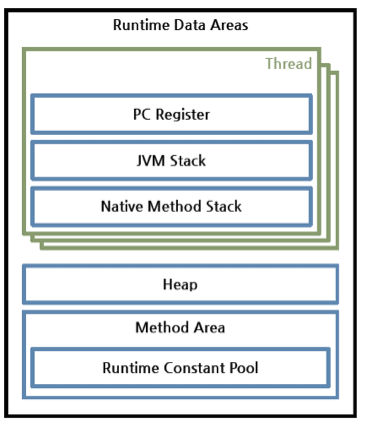 Runtime Data Areas
Thread
PC Register
JVM Stack
Native Method Stack
Heap
Method Area
Runtime Constant Pool